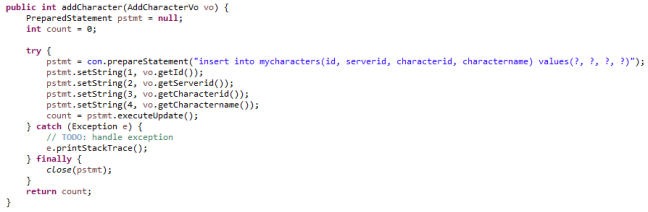 public int addCharacter(AddCharacterVo vo) {
    PreparedStatement pstmt = null;
    int count = 0;

    try {
        pstmt = con.prepareStatement("insert into mycharacters(id, serverid, characterid, charactername) values(?, ?, ?, ?)");
        pstmt.setString(1, vo.getId());
        pstmt.setString(2, vo.getServerid());
        pstmt.setString(3, vo.getCharacterid());
        pstmt.setString(4, vo.getCharactername());
        count = pstmt.executeUpdate();
    } catch (Exception e) {
        // TODO: handle exception
        e.printStackTrace();
    } finally {
        close(pstmt);
    }
    return count;
}